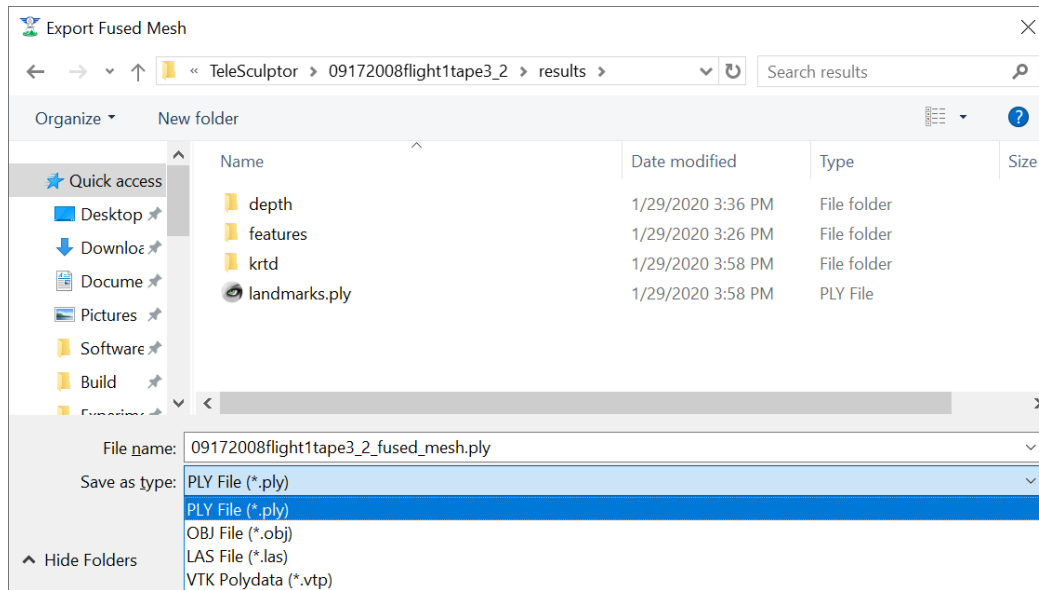 Export Fused Mesh
« TeleSculptor > 09172008flight1tape3_2 > results >
Search results
Organize
New folder
?
Name
Date modified
Type
Size
Quick access
Desktop
Downloa
Docume
Pictures
Software
Build
depth 1/29/2020 3:36 PM File folder
features 1/29/2020 3:26 PM File folder
krtd 1/29/2020 3:58 PM File folder
landmarks.ply 1/29/2020 3:58 PM PLY File
File name: 09172008flight1tape3_2_fused_mesh.ply
Save as type: PLY File (*.ply)
PLY File (*.ply)
OBJ File (*.obj)
LAS File (*.las)
VTK Polydata (*.vtp)
Hide Folders